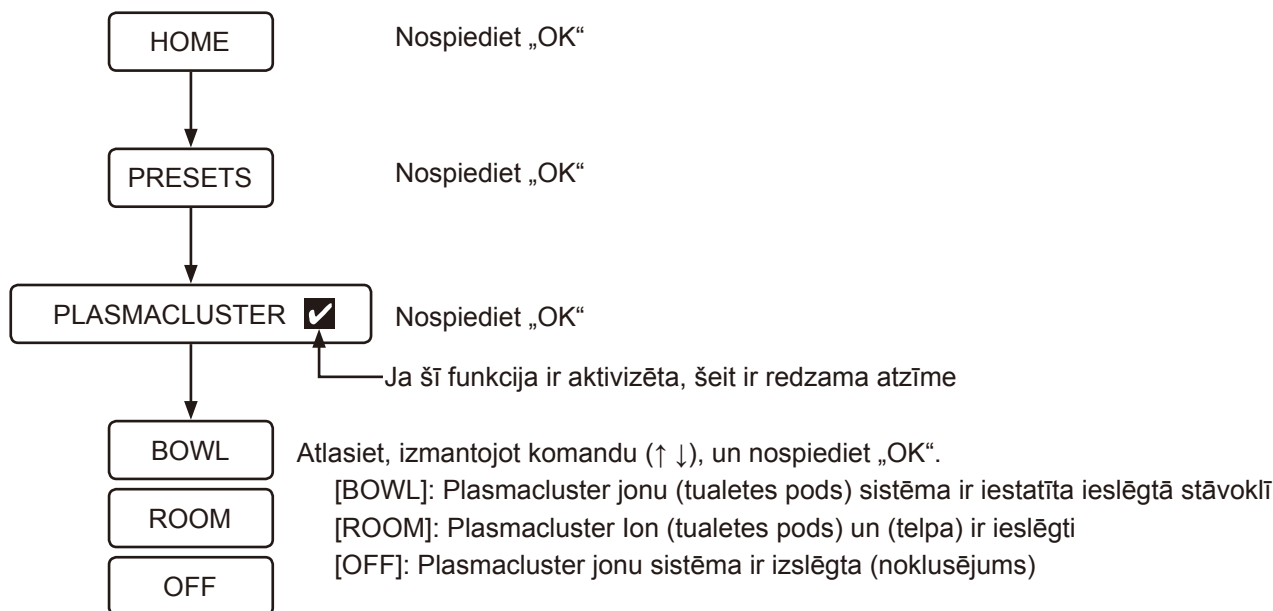 HOME Nospiediet „OK“
PRESETS Nospiediet „OK“
PLASMACLUSTER ✔ Nospiediet „OK“
Ja šī funkcija ir aktivizēta, šeit ir redzama atzīme
BOWL Atlasiet, izmantojot komandu (↑ ↓), un nospiediet „OK“.
[BOWL]: Plasmacluster jonu (tualetes pods) sistēma ir iestatīta ieslēgtā stāvoklī
ROOM [ROOM]: Plasmacluster Ion (tualetes pods) un (telpa) ir ieslēgti
[OFF]: Plasmacluster jonu sistēma ir izslēgta (noklusējums)
OFF